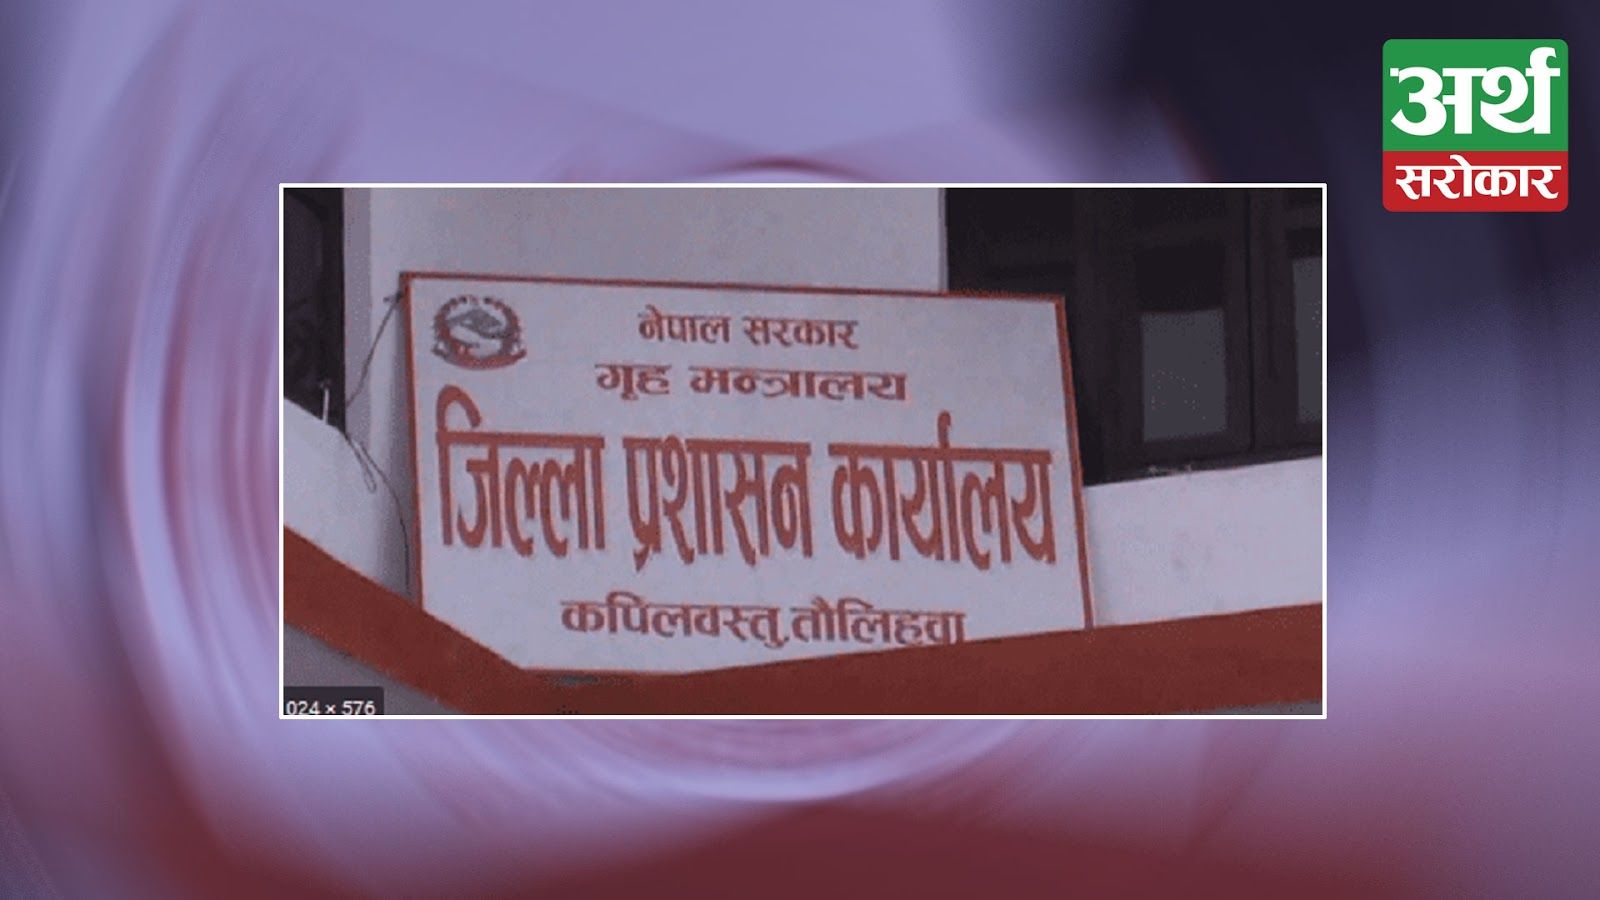 अर्थ
सरोकार
नेपाल सरकार
गृह मन्त्रालय
जिल्ला प्रशासन कार्यालय
कपिलवस्तु, तौलिहवा
024 × 576